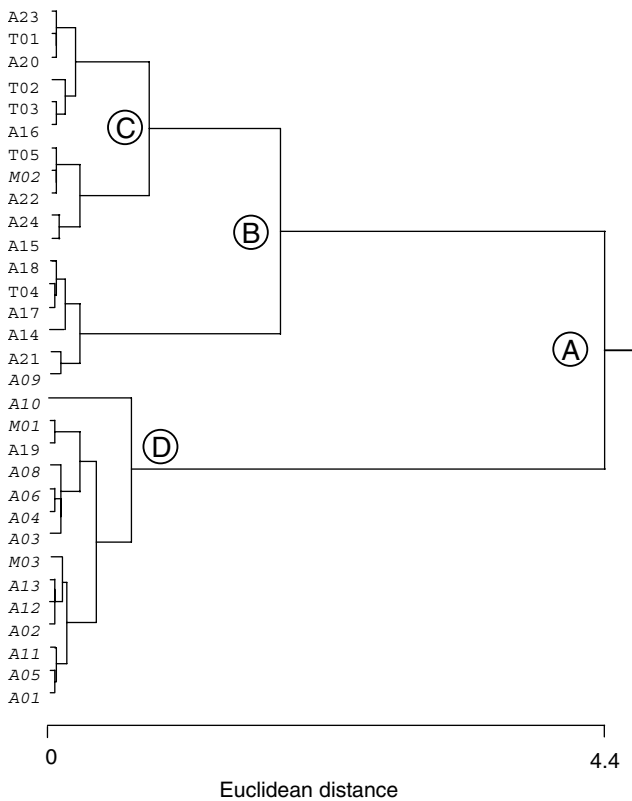 A23
T01
A20
T02
T03
A16
C
T05
M02
A22
A24
A15
B
A18
T04
A17
A14
A
A21
A09
A10
M01
D
A19
A08
A06
A04
A03
M03
A13
A12
A02
A11
A05
A01
0 4.4
Euclidean distance